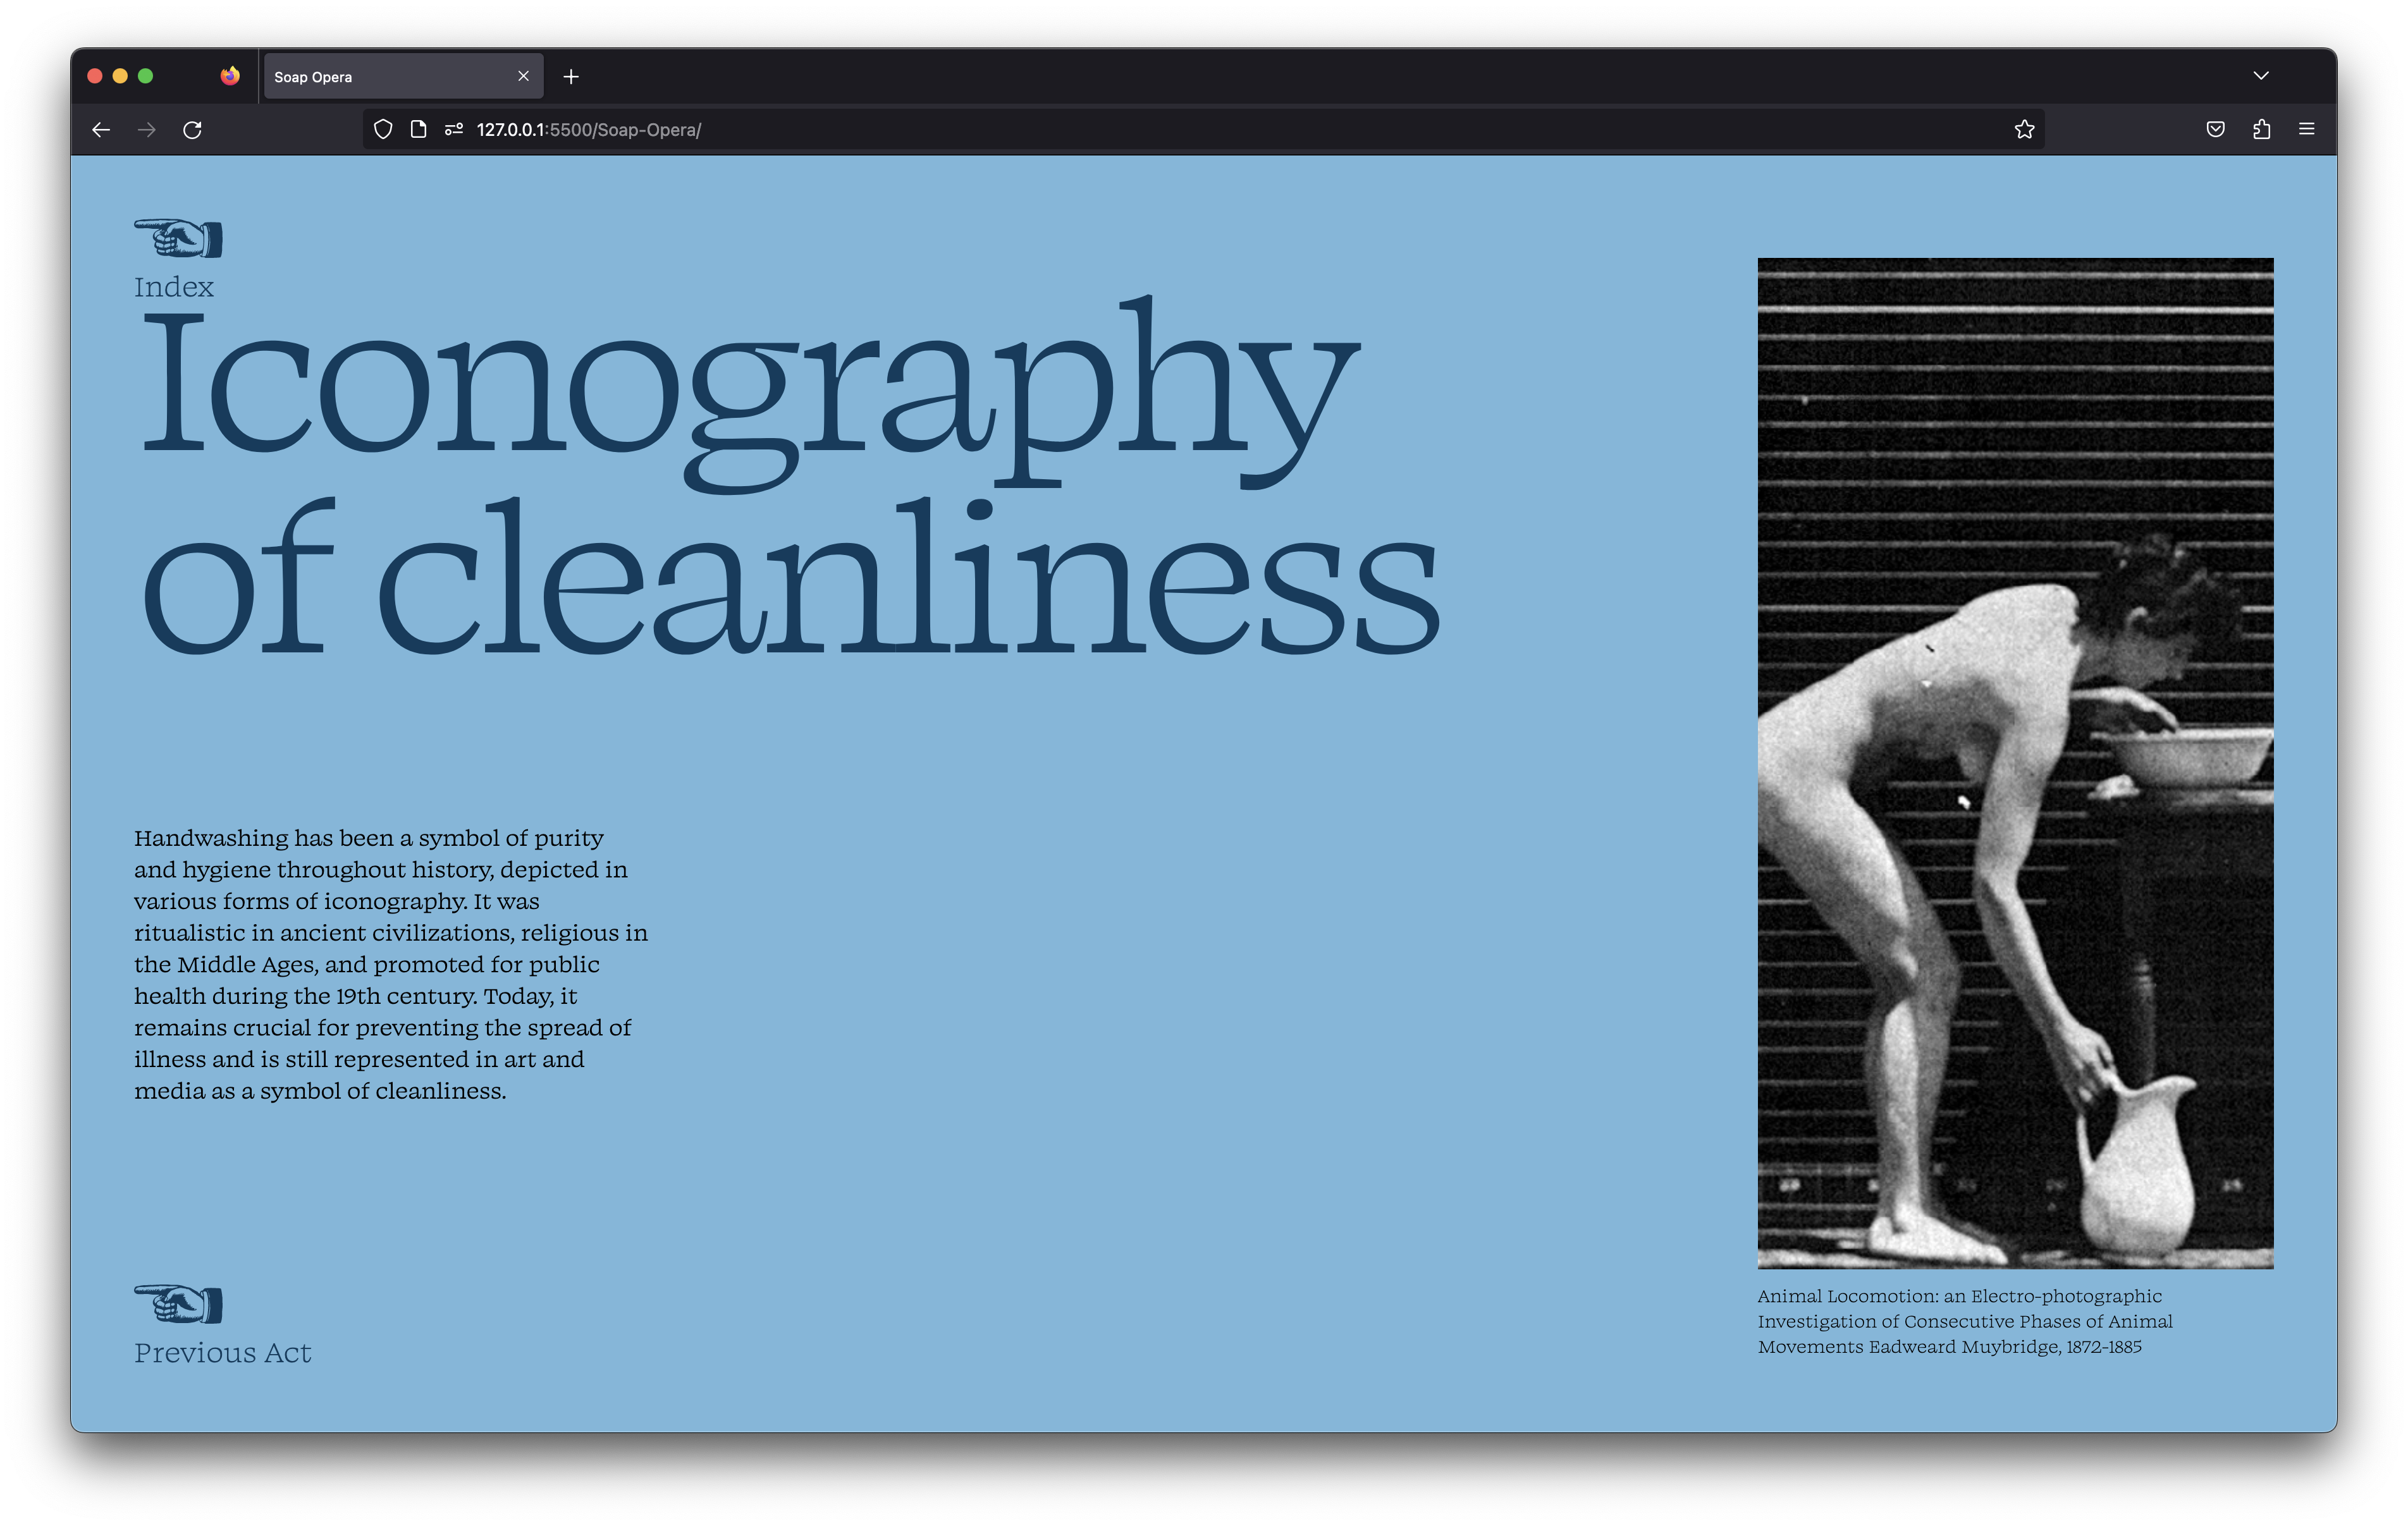 Soap Opera
127.0.0.1:5500/Soap-Opera/
Index
Iconography
of cleanliness
Handwashing has been a symbol of purity
and hygiene throughout history, depicted in
various forms of iconography. It was
ritualistic in ancient civilizations, religious in
the Middle Ages, and promoted for public
health during the 19th century. Today, it
remains crucial for preventing the spread of
illness and is still represented in art and
media as a symbol of cleanliness.
Previous Act
Animal Locomotion: an Electro-photographic
Investigation of Consecutive Phases of Animal
Movements Eadweard Muybridge, 1872-1885